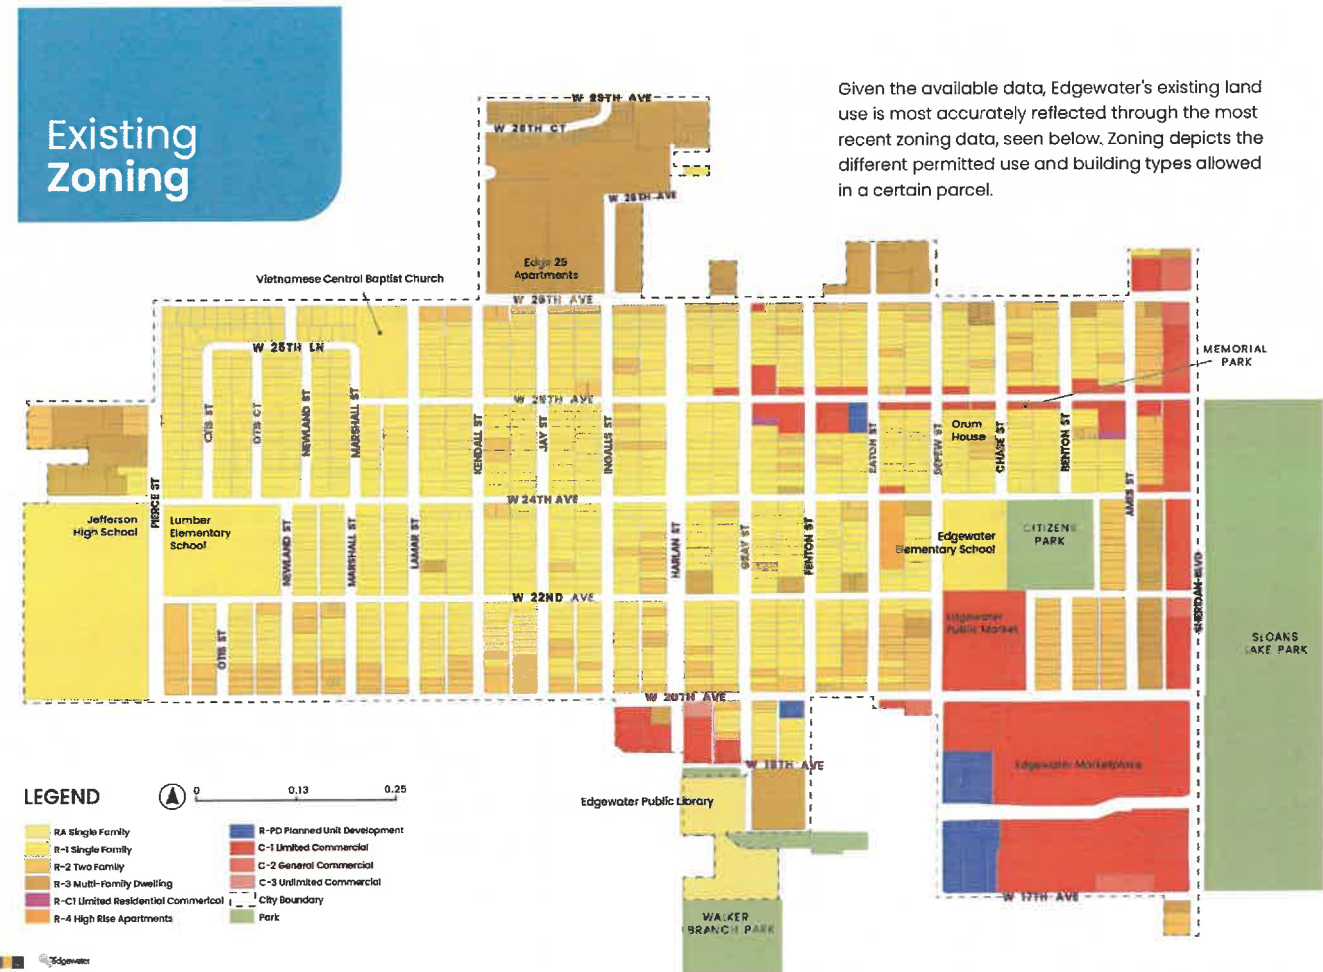 Existing
Zoning
Given the available data, Edgewater's existing land
use is most accurately reflected through the most
recent zoning data, seen below. Zoning depicts the
different permitted use and building types allowed
in a certain parcel.
W 29TH AVE
W 28TH CT
W 28TH AVE
Edge 25
Apartments
Vietnamese Central Baptist Church
W 26TH AVE
W 25TH LN
MEMORIAL
PARK
W 25TH AVE
OTIS ST
OTIS CT
NEWLAND ST
MARSHALL ST
KENDALL ST
JAY ST
INGALLS ST
EATON ST
DEPEW ST
Orum
House
CHASE ST
BENTON ST
AMES ST
PIERCE ST
W 24TH AVE
Jefferson
High School
Lumber
Elementary
School
NEWLAND ST
MARSHALL ST
LAMAR ST
HARLAN ST
GRAY ST
FENTON ST
Edgewater
Elementary School
CITIZENS
PARK
SHERIDAN BLVD
W 22ND AVE
OTIS ST
Edgewater
Public Market
SLOANS
LAKE PARK
W 20TH AVE
W 19TH AVE
Edgewater Marketplace
Edgewater Public Library
W 17TH AVE
WALKER
BRANCH PARK
LEGEND
0 0.13 0.25
RA Single Family
R-1 Single Family
R-2 Two Family
R-3 Multi-Family Dwelling
R-C1 Limited Residential Commerical
R-4 High Rise Apartments
R-PD Planned Unit Development
C-1 Limited Commercial
C-2 General Commercial
C-3 Unlimited Commercial
City Boundary
Park
Edgewater